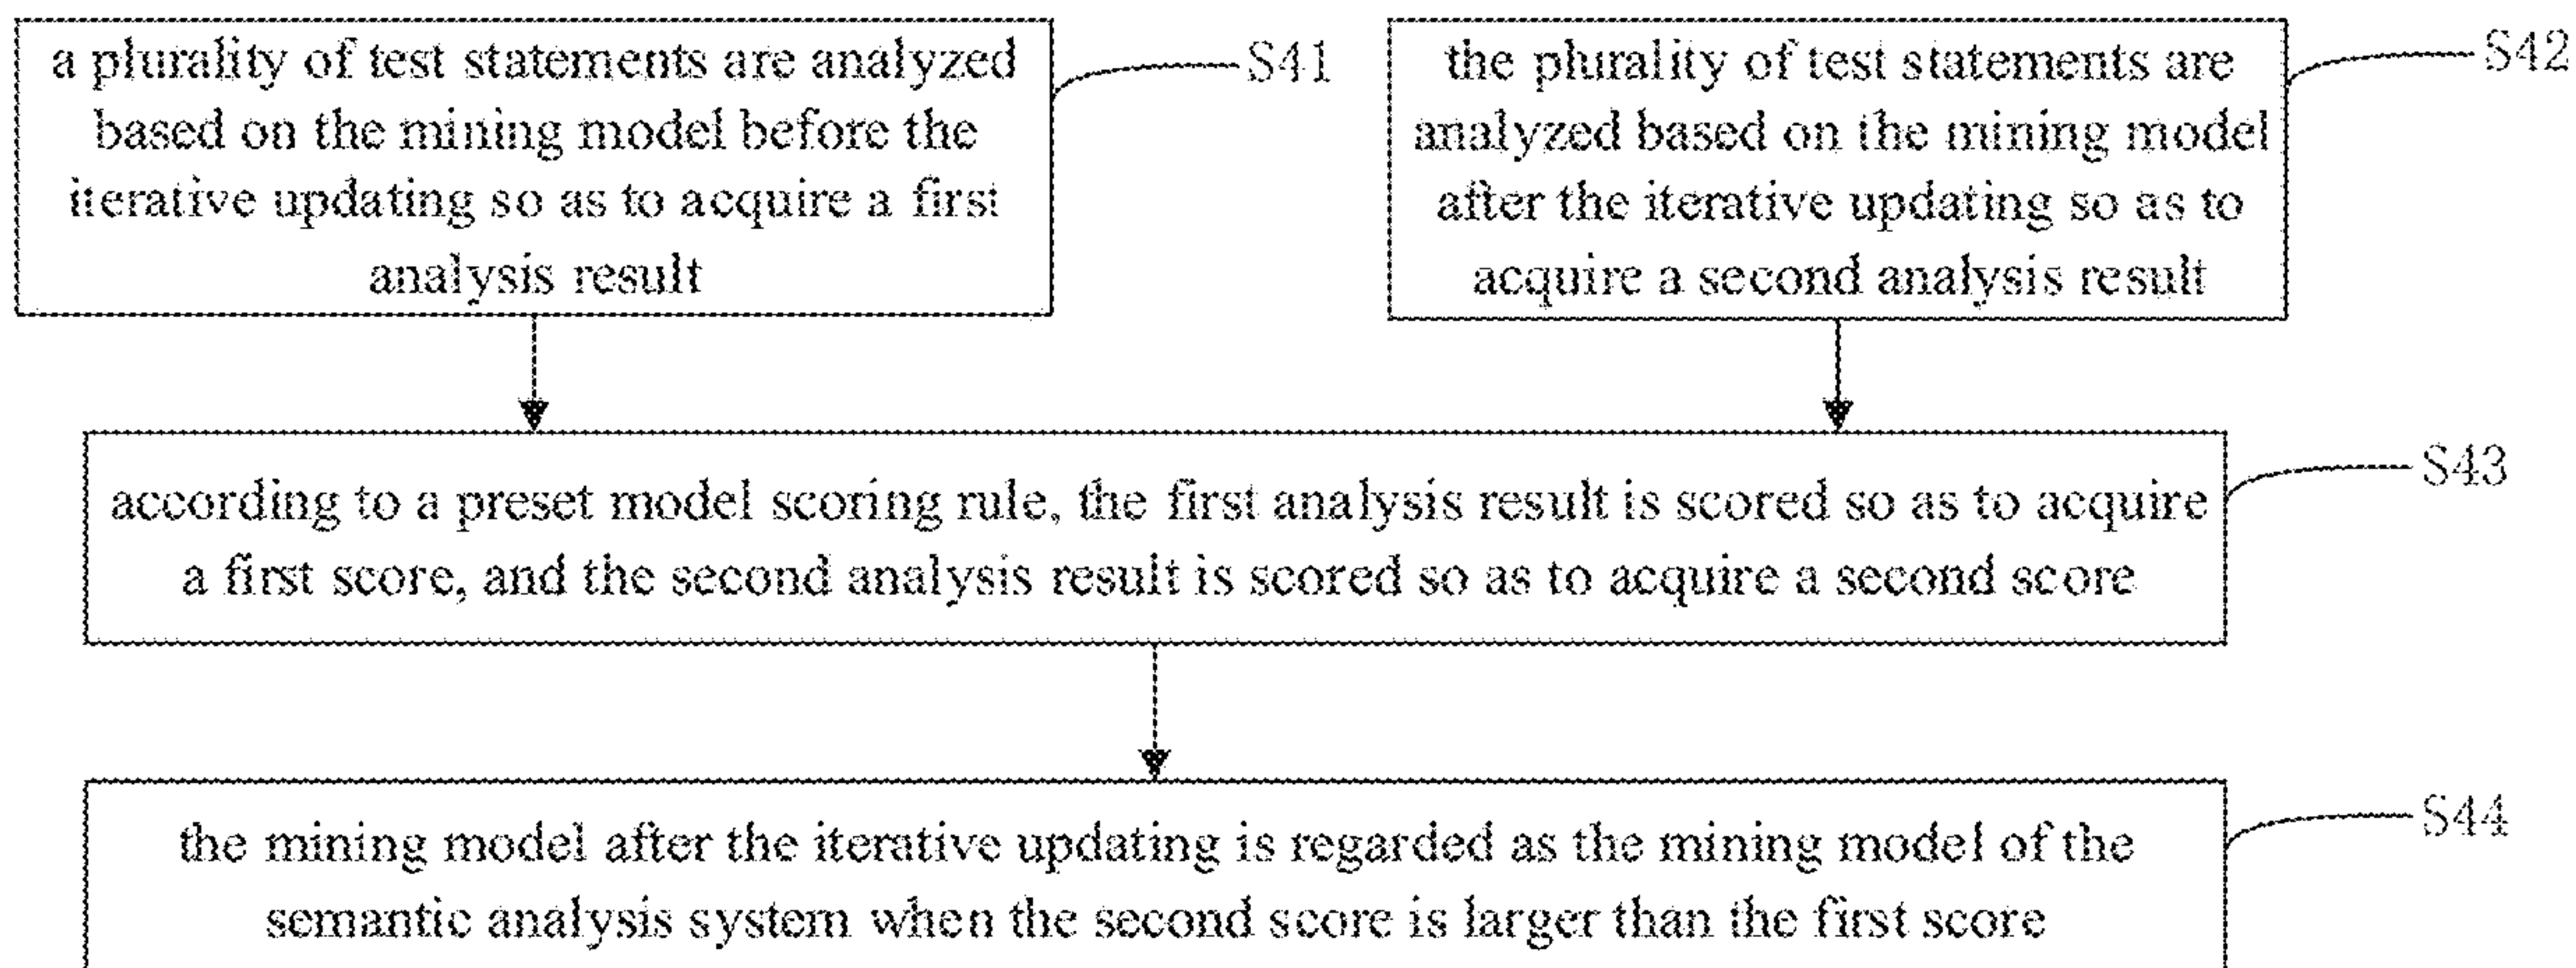 a plurality of test statements are analyzed
based on the mining model before the
iterative updating so as to acquire a first
analysis result
S41
the plurality of test statements are
analyzed based on the mining model
after the iterative updating so as to
acquire a second analysis result
S42
according to a preset model scoring rule, the first analysis result is scored so as to acquire
a first score, and the second analysis result is scored so as to acquire a second score
S43
the mining model after the iterative updating is regarded as the mining model of the
semantic analysis system when the second score is larger than the first score
S44